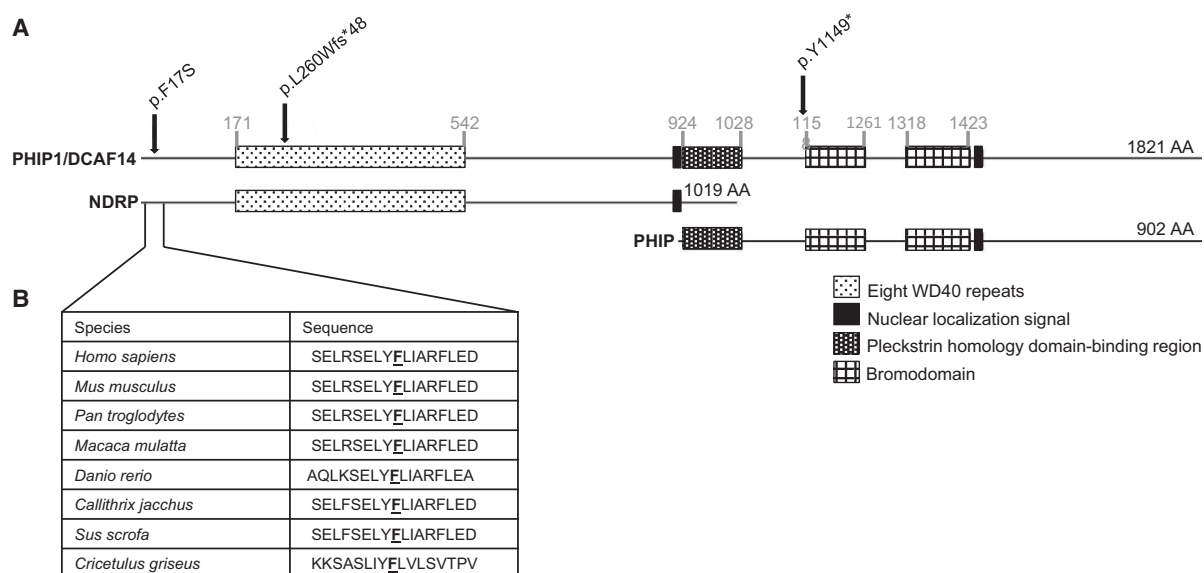 A
p.F17S
p.L260Wfs*48
p.Y1149*
171
542
924
1028
115
8
1261
1318
1423
PHIP1/DCAF14
1821 AA
NDRP
1019 AA
PHIP
902 AA
Eight WD40 repeats
Nuclear localization signal
Pleckstrin homology domain-binding region
Bromodomain
B
Species Sequence
Homo sapiens SELRSELYFLIARFLED
Mus musculus SELRSELYFLIARFLED
Pan troglodytes SELRSELYFLIARFLED
Macaca mulatta SELRSELYFLIARFLED
Danio rerio AQLKSELYFLIARFLEA
Callithrix jacchus SELFSELYFLIARFLED
Sus scrofa SELFSELYFLIARFLED
Cricetulus griseus KKSASLIYFLVLSVTPV